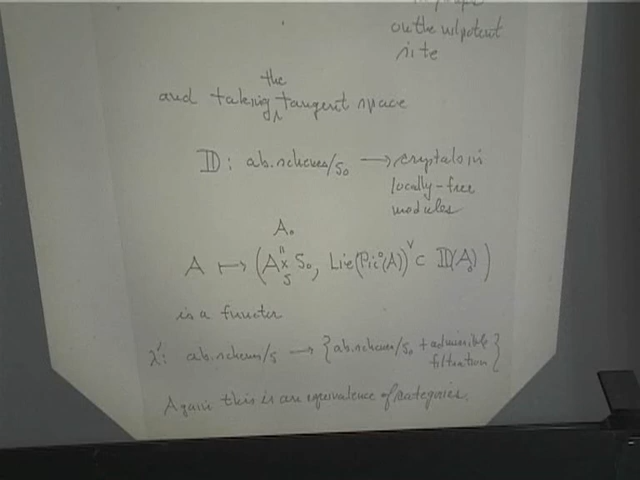 on the nilpotent
site
the
and taking ∧ tangent space
𝔻: ab. schemes/S₀ ⟶ crystals in
locally-free
modules
A₀
A ⟼ (A ×_S S₀, Lie(Pic⁰(A))^∨ ⊂ 𝔻(A₀))
is a functor
λ': ab. schemes/S ⟶ {ab. schemes/S₀ + admissible
filtration}
Again this is an equivalence of categories.